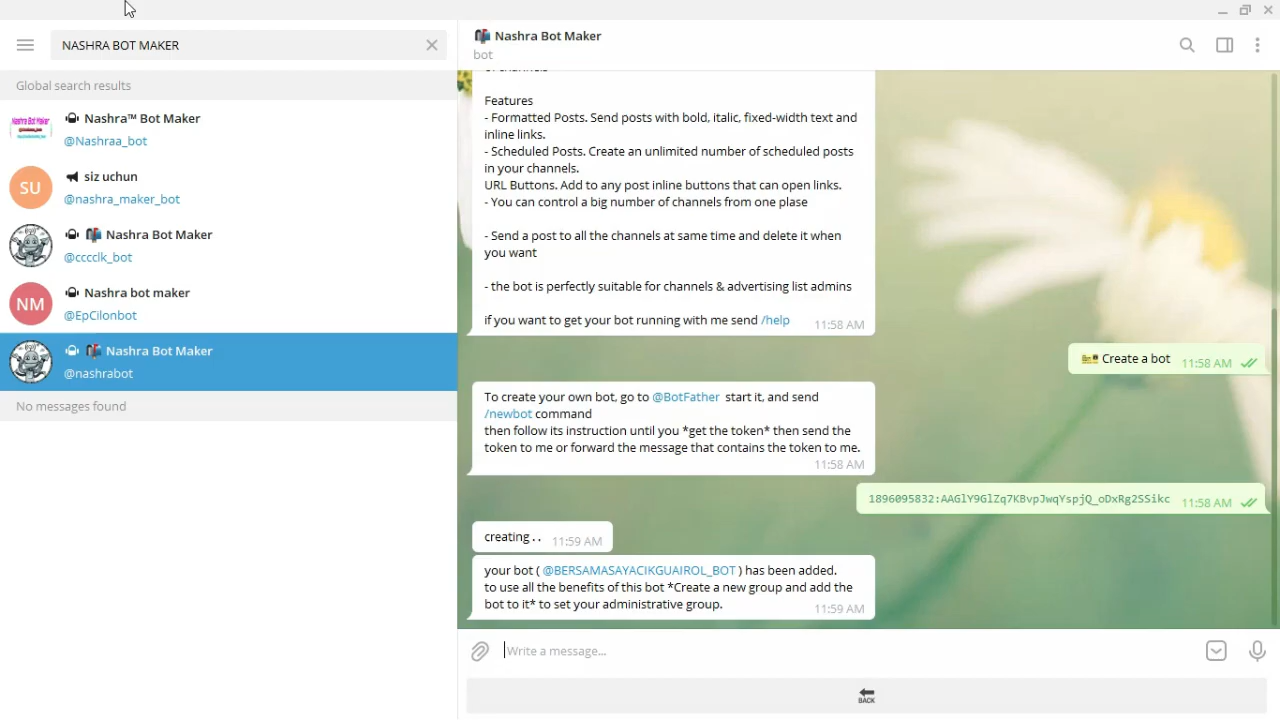 NASHRA BOT MAKER
Global search results
Nashra™ Bot Maker
@Nashraa_bot
SU
siz uchun
@nashra_maker_bot
Nashra Bot Maker
@cccclk_bot
NM
Nashra bot maker
@EpCilonbot
Nashra Bot Maker
@nashrabot
No messages found
Nashra Bot Maker
bot
Features
- Formatted Posts. Send posts with bold, italic, fixed-width text and
inline links.
- Scheduled Posts. Create an unlimited number of scheduled posts
in your channels.
URL Buttons. Add to any post inline buttons that can open links.
- You can control a big number of channels from one plase
- Send a post to all the channels at same time and delete it when
you want
- the bot is perfectly suitable for channels & advertising list admins
if you want to get your bot running with me send /help
11:58 AM
Create a bot 11:58 AM
To create your own bot, go to @BotFather start it, and send
/newbot command
then follow its instruction until you *get the token* then send the
token to me or forward the message that contains the token to me.
11:58 AM
1896095832:AAGlY9GlZq7KBvpJwqYspjQ_oDxRg2SSikc 11:58 AM
creating.. 11:59 AM
your bot ( @BERSAMASAYACIKGUAIROL_BOT ) has been added.
to use all the benefits of this bot *Create a new group and add the
bot to it* to set your administrative group.
11:59 AM
Write a message...
BACK